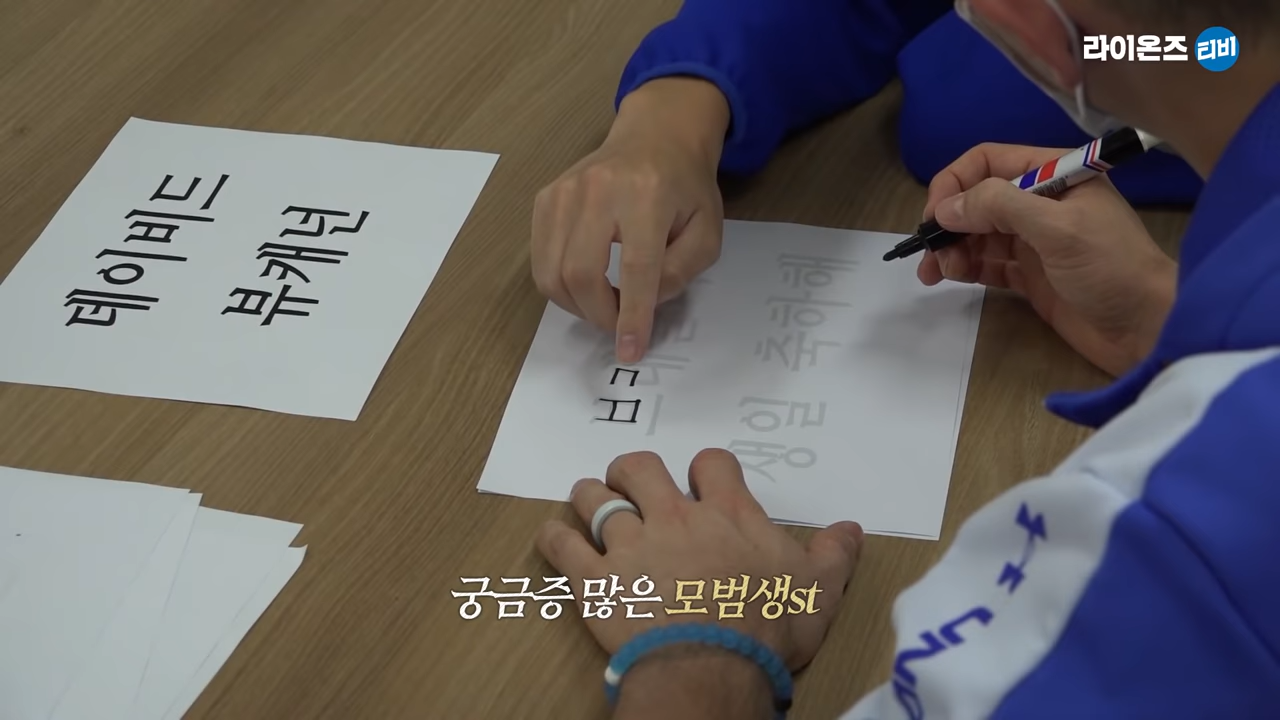 라이온즈 티비
데이비드
뷰캐넌
생일 축하해
궁금증 많은 모범생st